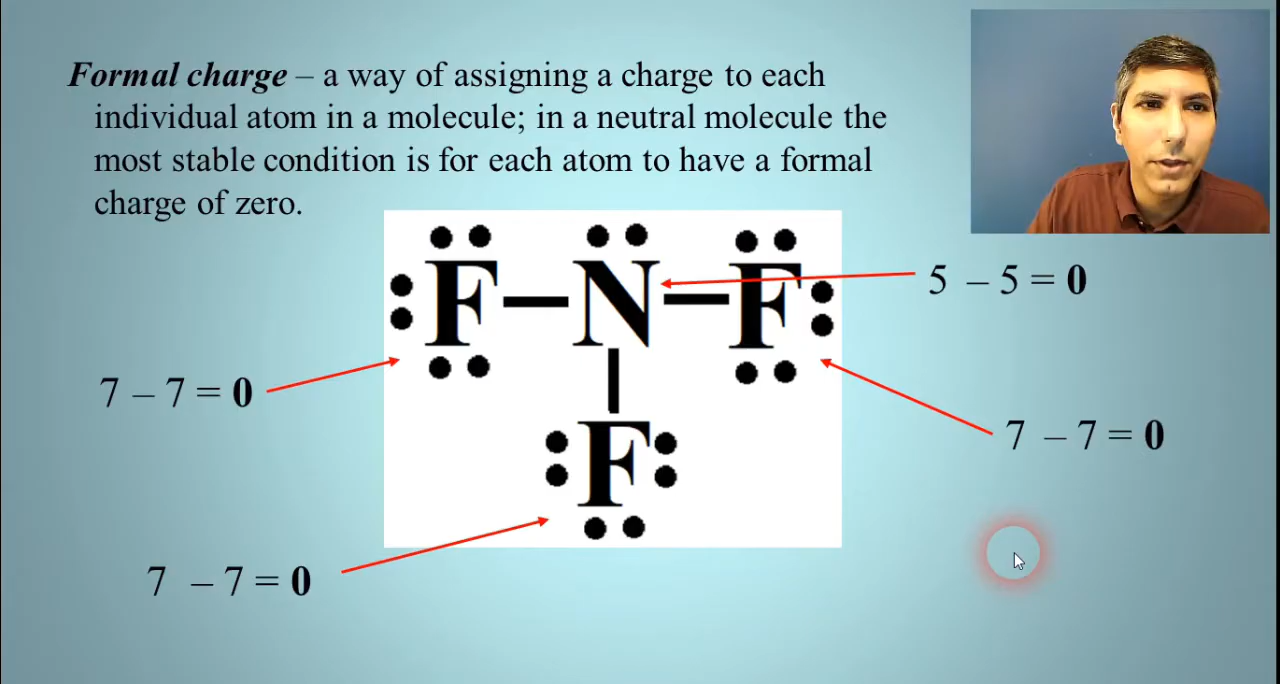 Formal charge – a way of assigning a charge to each
individual atom in a molecule; in a neutral molecule the
most stable condition is for each atom to have a formal
charge of zero.
F N F
5 – 5 = 0
7 – 7 = 0
7 – 7 = 0
F
7 – 7 = 0